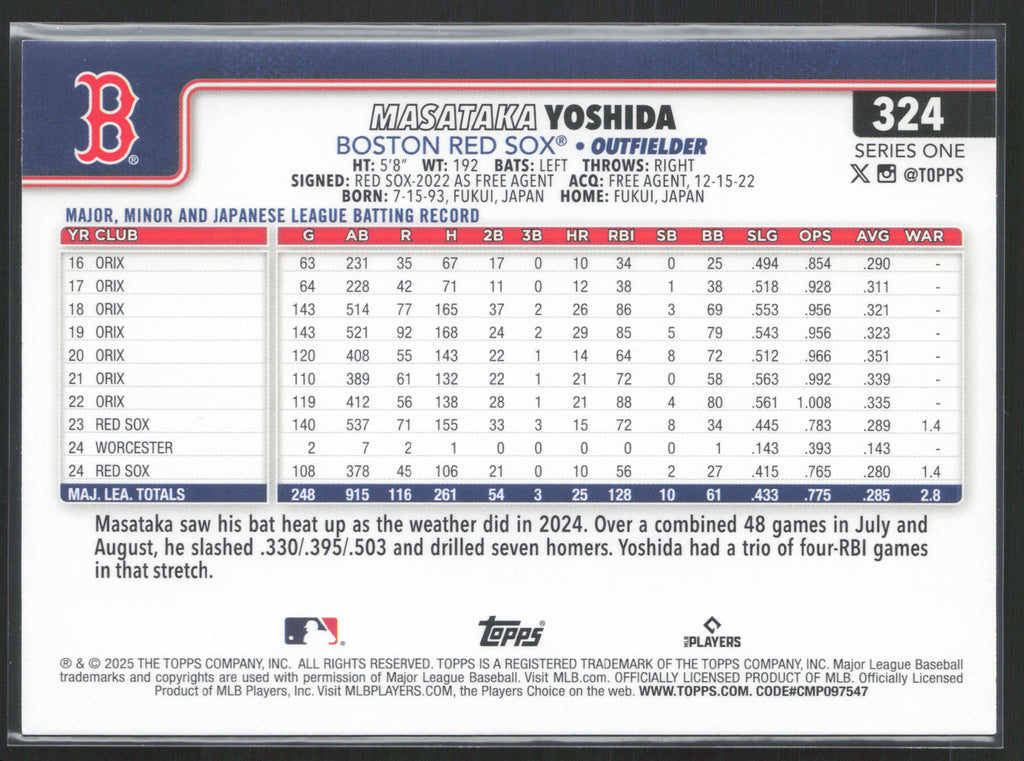 B®
MASATAKA YOSHIDA
324
BOSTON RED SOX® • OUTFIELDER
SERIES ONE
HT: 5'8" WT: 192 BATS: LEFT THROWS: RIGHT
@TOPPS
SIGNED: RED SOX-2022 AS FREE AGENT ACQ: FREE AGENT, 12-15-22
BORN: 7-15-93, FUKUI, JAPAN HOME: FUKUI, JAPAN
MAJOR, MINOR AND JAPANESE LEAGUE BATTING RECORD
YR CLUB G AB R H 2B 3B HR RBI SB BB SLG OPS AVG WAR
16 ORIX 63 231 35 67 17 0 10 34 0 25 .494 .854 .290 -
17 ORIX 64 228 42 71 11 0 12 38 1 38 .518 .928 .311 -
18 ORIX 143 514 77 165 37 2 26 86 3 69 .553 .956 .321 -
19 ORIX 143 521 92 168 24 2 29 85 5 79 .543 .956 .323 -
20 ORIX 120 408 55 143 22 1 14 64 8 72 .512 .966 .351 -
21 ORIX 110 389 61 132 22 1 21 72 0 58 .563 .992 .339 -
22 ORIX 119 412 56 138 28 1 21 88 4 80 .561 1.008 .335 -
23 RED SOX 140 537 71 155 33 3 15 72 8 34 .445 .783 .289 1.4
24 WORCESTER 2 7 2 1 0 0 0 0 0 1 .143 .393 .143 -
24 RED SOX 108 378 45 106 21 0 10 56 2 27 .415 .765 .280 1.4
MAJ. LEA. TOTALS 248 915 116 261 54 3 25 128 10 61 .433 .775 .285 2.8
Masataka saw his bat heat up as the weather did in 2024. Over a combined 48 games in July and
August, he slashed .330/.395/.503 and drilled seven homers. Yoshida had a trio of four-RBI games
in that stretch.
Topps® PLAYERS
® & © 2025 THE TOPPS COMPANY, INC. ALL RIGHTS RESERVED. TOPPS IS A REGISTERED TRADEMARK OF THE TOPPS COMPANY, INC. Major League Baseball
trademarks and copyrights are used with permission of Major League Baseball. Visit MLB.com. OFFICIALLY LICENSED PRODUCT OF MLB. Officially Licensed
Product of MLB Players, Inc. Visit MLBPLAYERS.COM, the Players Choice on the web. WWW.TOPPS.COM. CODE#CMP097547